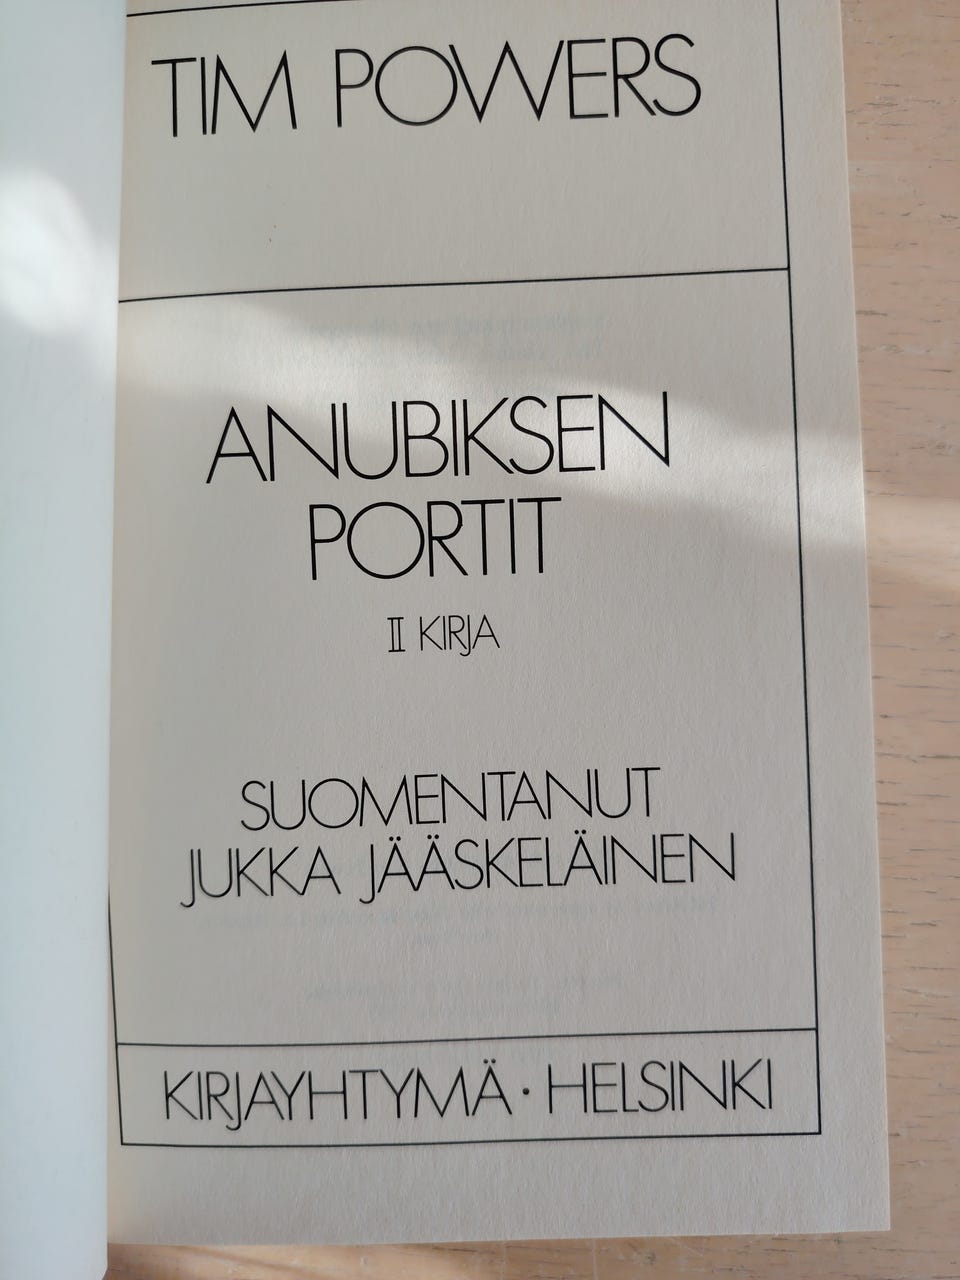 TIM POWERS
ANUBIKSEN
PORTIT
II KIRJA
SUOMENTANUT
JUKKA JÄÄSKELÄINEN
KIRJAYHTYMÄ · HELSINKI